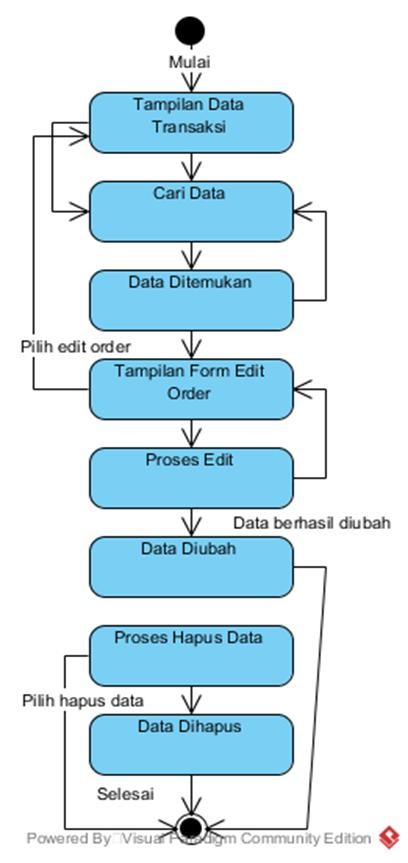 Mulai
Tampilan Data
Transaksi
Cari Data
Data Ditemukan
Pilih edit order
Tampilan Form Edit
Order
Proses Edit
Data berhasil diubah
Data Diubah
Proses Hapus Data
Pilih hapus data
Data Dihapus
Selesai
Powered By Visual Paradigm Community Edition